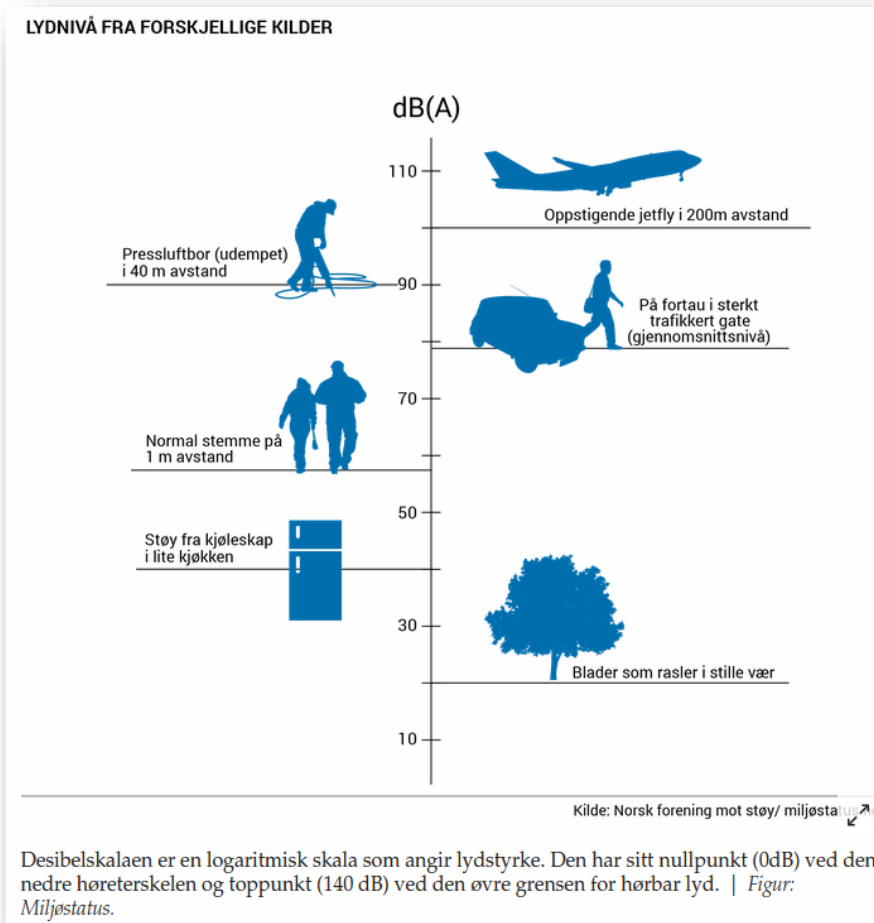 LYDNIVÅ FRA FORSKJELLIGE KILDER
dB(A)
110
Oppstigende jetfly i 200m avstand
Pressluftbor (udempet)
i 40 m avstand
90
På fortau i sterkt
trafikkert gate
(gjennomsnittsnivå)
70
Normal stemme på
1 m avstand
50
Støy fra kjøleskap
i lite kjøkken
30
Blader som rasler i stille vær
10
Kilde: Norsk forening mot støy/ miljøstatus
Desibelskalaen er en logaritmisk skala som angir lydstyrke. Den har sitt nullpunkt (0dB) ved den
nedre høreterskelen og toppunkt (140 dB) ved den øvre grensen for hørbar lyd. | Figur:
Miljøstatus.